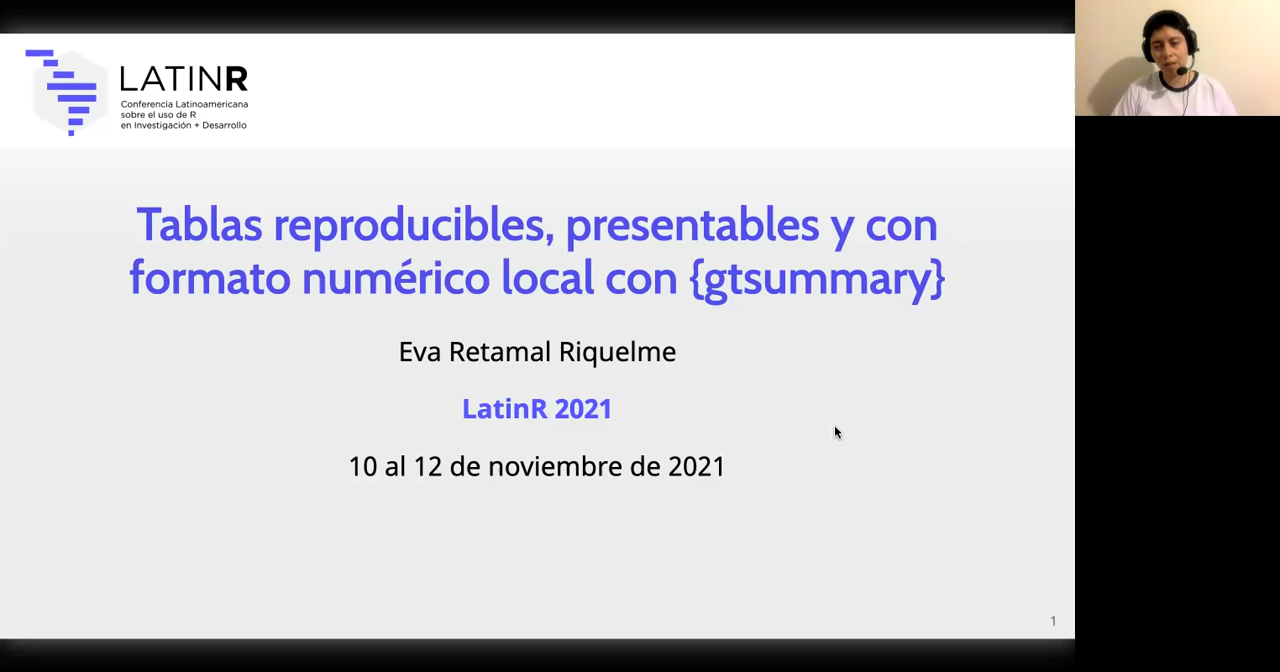 LATINR
Conferencia Latinoamericana
sobre el uso de R
en Investigación + Desarrollo
Tablas reproducibles, presentables y con
formato numérico local con {gtsummary}
Eva Retamal Riquelme
LatinR 2021
10 al 12 de noviembre de 2021
1